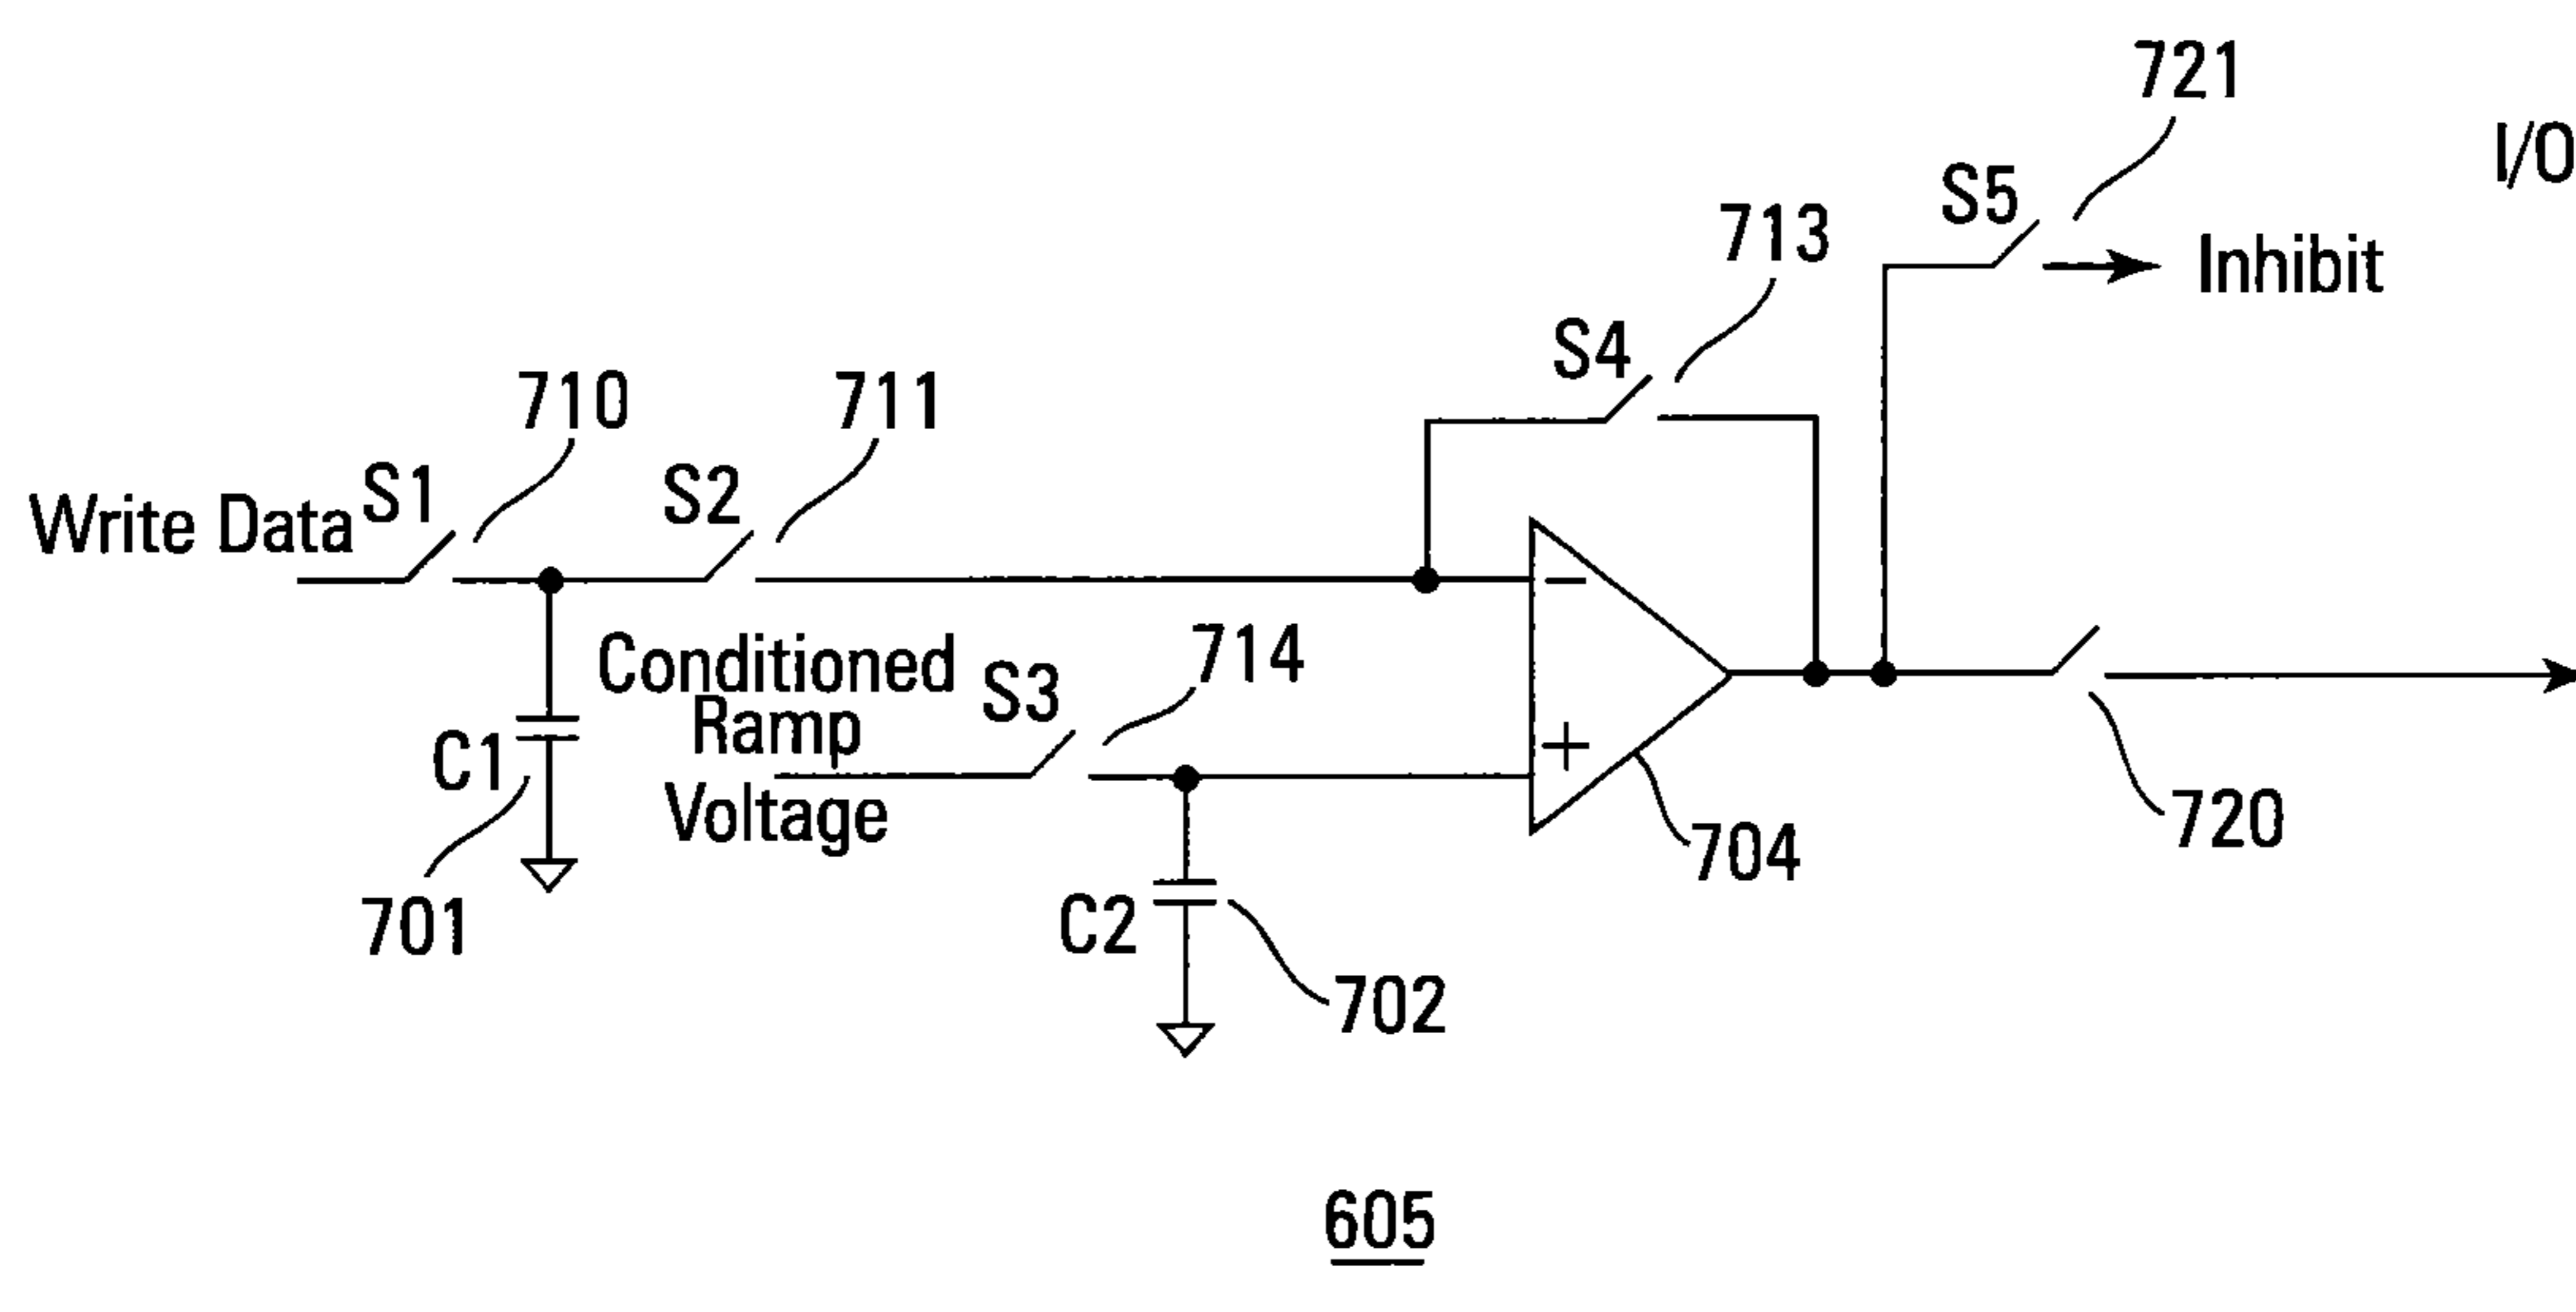 721
I/O
S5
713
Inhibit
S4
710
711
S1
S2
Write Data
−
Conditioned
Ramp
Voltage
S3
714
C1
+
704
720
701
C2
702
605